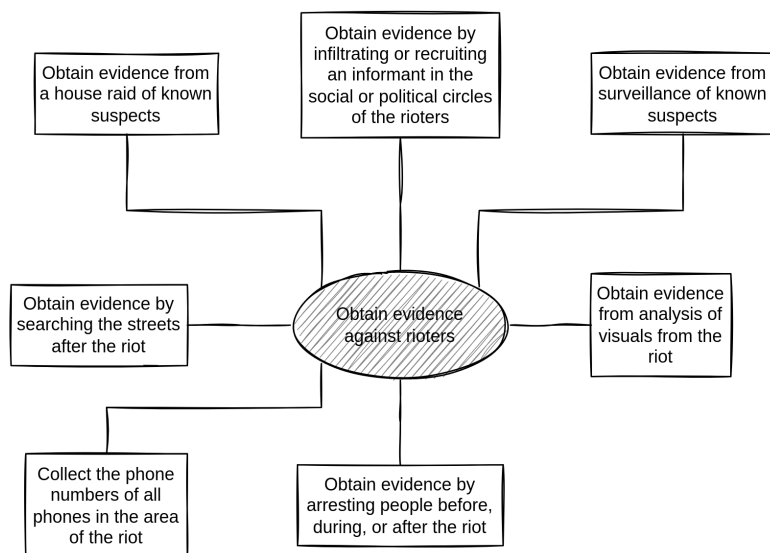 Obtain evidence from
a house raid of known
suspects
Obtain evidence by
infiltrating or recruiting
an informant in the
social or political circles
of the rioters
Obtain evidence from
surveillance of known
suspects
Obtain evidence by
searching the streets
after the riot
Obtain evidence
against rioters
Obtain evidence
from analysis of
visuals from the
riot
Collect the phone
numbers of all
phones in the area
of the riot
Obtain evidence by
arresting people before,
during, or after the riot